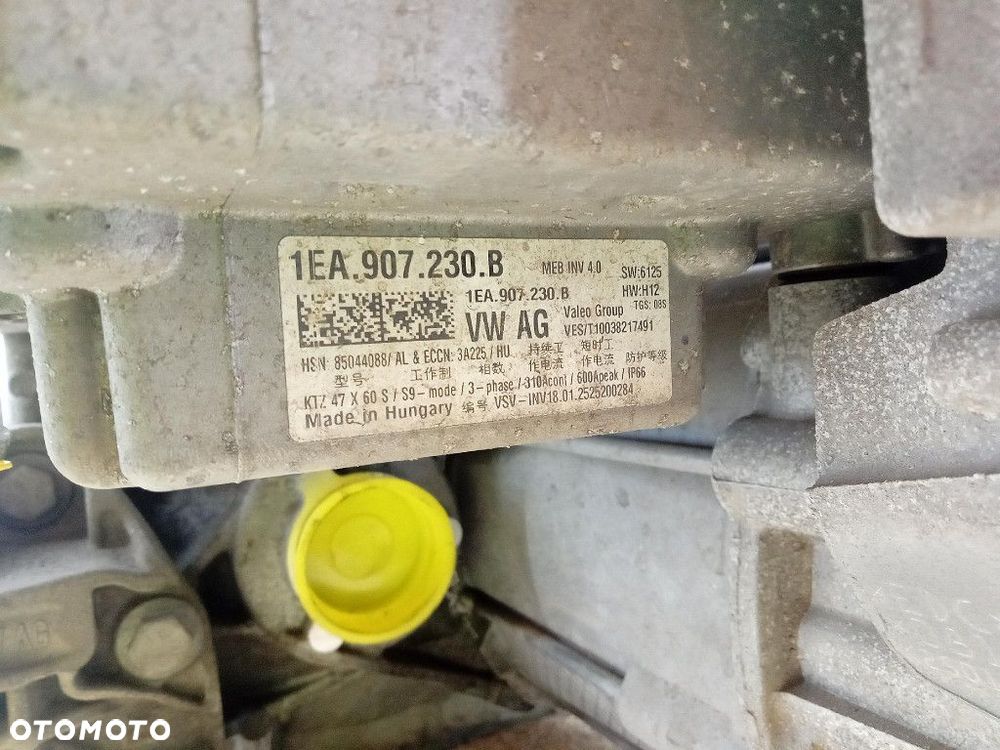 1EA.907.230.B MEB INV 4.0 SW:6125
1EA.907.230.B HW:H12
TGS: 08S
VW AG Valeo Group
VES/T10038217491
HSN: 85044088/ AL & ECCN: 3A225 / HU 持续工 短时工
型号 工作制 相数 作电流 作电流 防护等级
KTZ 47 X 60 S / S9-mode / 3-phase / 310Acont / 600Apeak / IP66
Made in Hungary 编号 VSV-INV18.01.2525200284
OTOMOTO